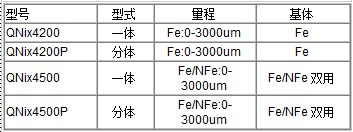 型号 型式 量程 基体
QNix4200 一体 Fe:0-3000um Fe
QNix4200P 分体 Fe:0-3000um Fe
QNix4500 一体 Fe/NFe:0-
3000um Fe/NFe 双用
QNix4500P 分体 Fe/NFe:0-
3000um Fe/NFe 双用